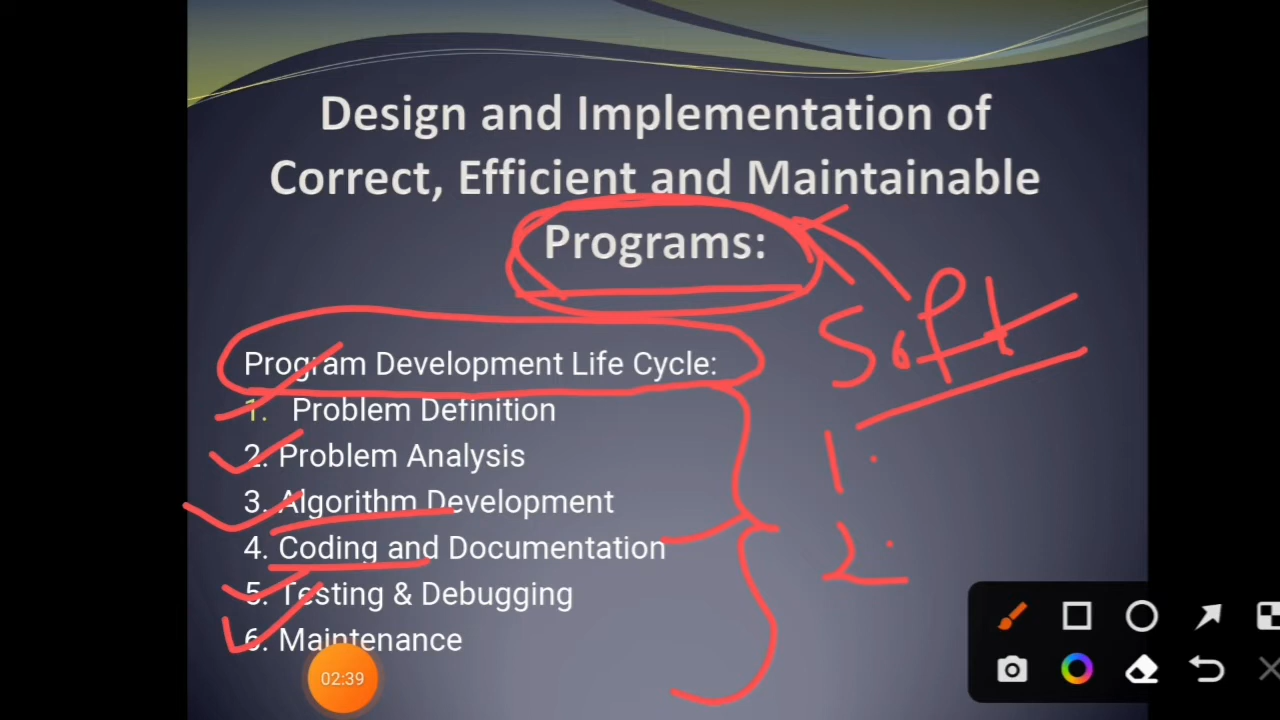 Design and Implementation of
Correct, Efficient and Maintainable
Programs:
Soft
Program Development Life Cycle:
1. Problem Definition
2. Problem Analysis
3. Algorithm Development
4. Coding and Documentation
5. Testing & Debugging
6. Maintenance
1.
2.
02:39